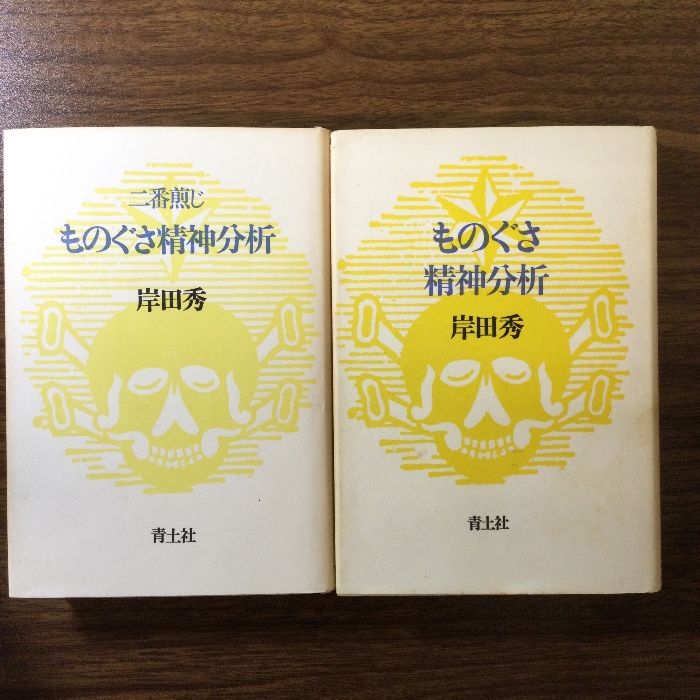 二番煎じ
ものぐさ精神分析
岸田秀
青土社
ものぐさ
精神分析
岸田秀
青土社